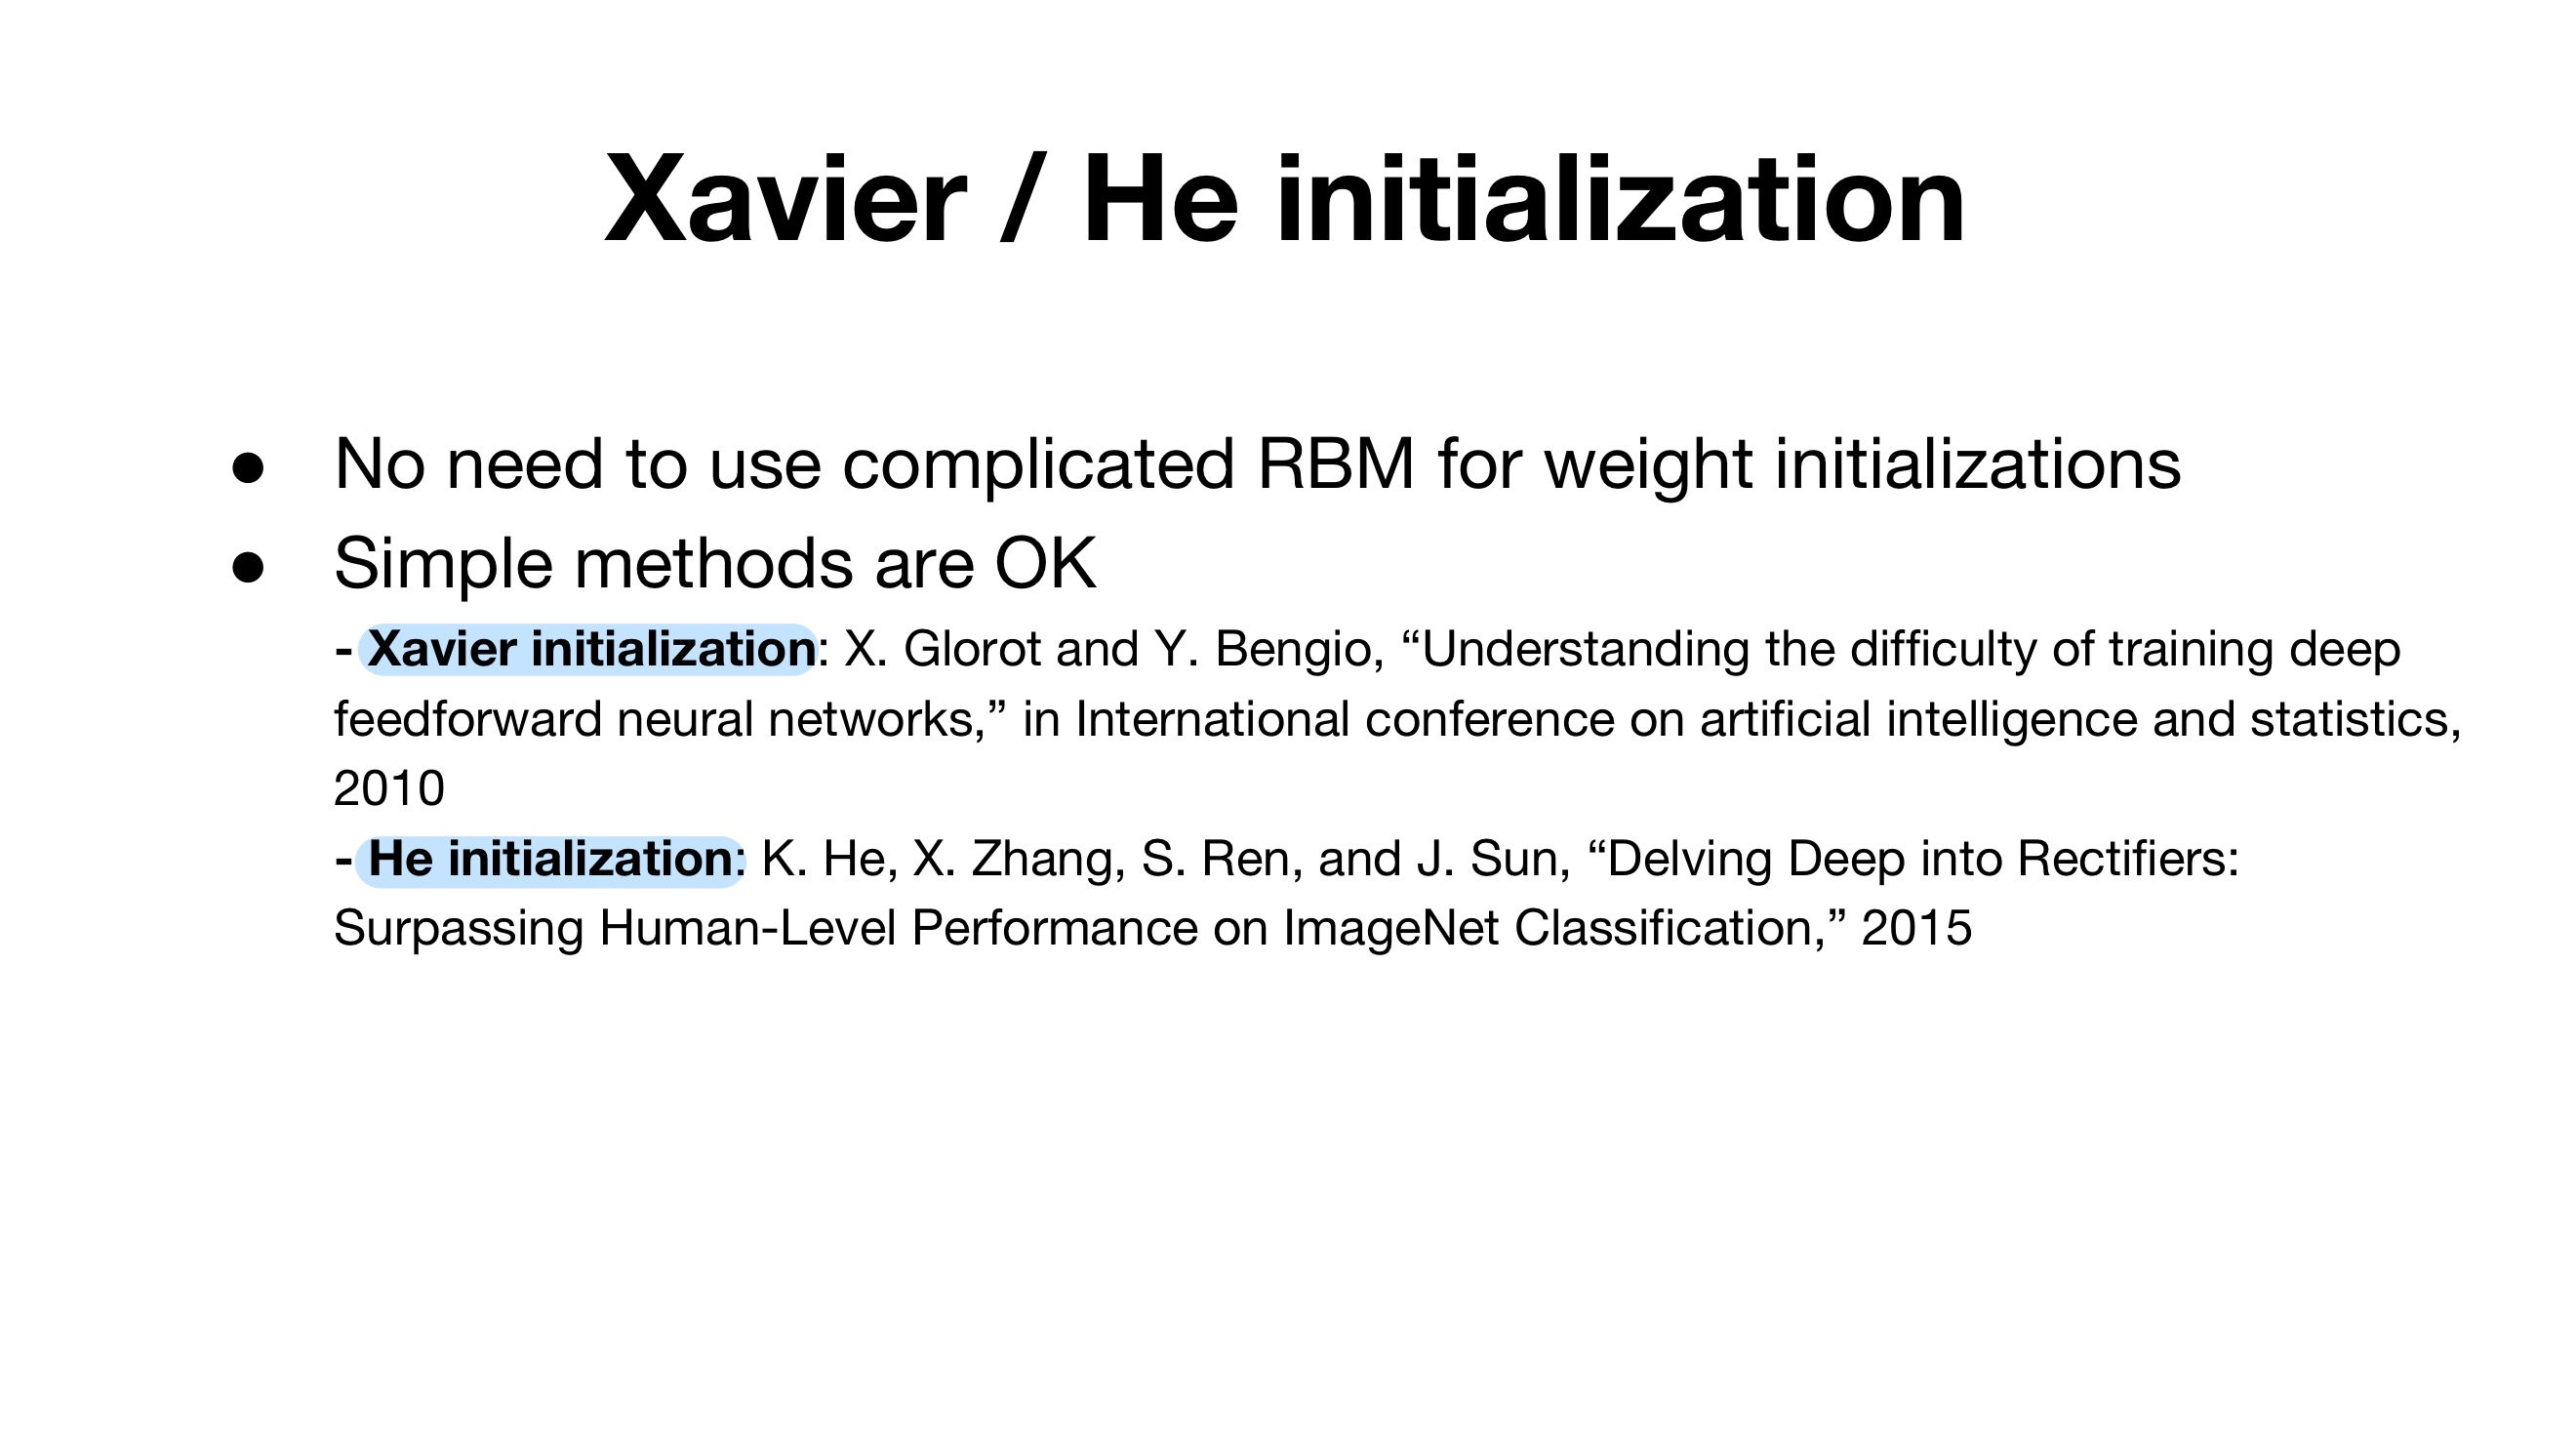 Xavier / He initialization
● No need to use complicated RBM for weight initializations
● Simple methods are OK
- Xavier initialization: X. Glorot and Y. Bengio, “Understanding the difficulty of training deep
feedforward neural networks,” in International conference on artificial intelligence and statistics,
2010
- He initialization: K. He, X. Zhang, S. Ren, and J. Sun, “Delving Deep into Rectifiers:
Surpassing Human-Level Performance on ImageNet Classification,” 2015